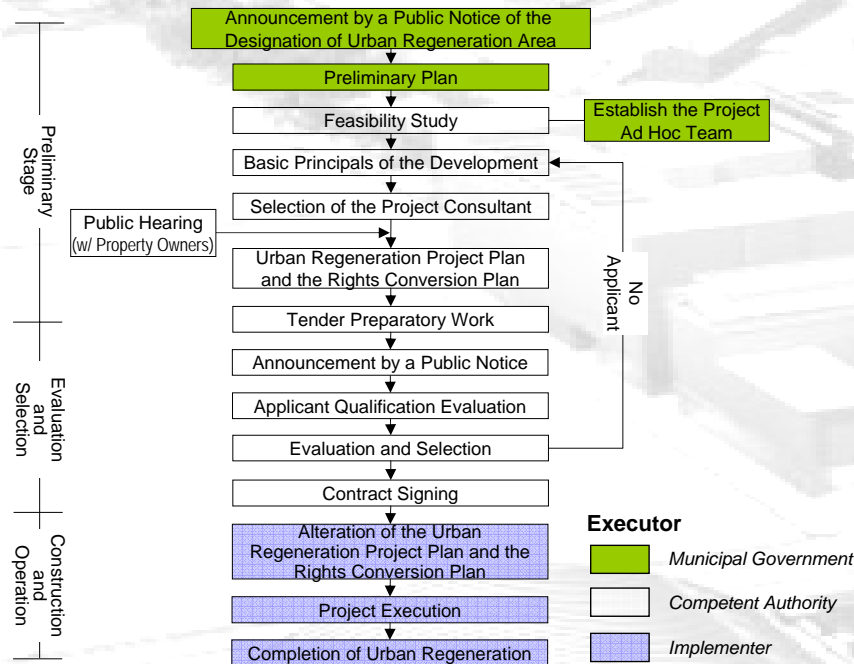 Announcement by a Public Notice of the
Designation of Urban Regeneration Area
Preliminary Plan
Feasibility Study
Establish the Project
Ad Hoc Team
Basic Principals of the Development
Selection of the Project Consultant
Public Hearing
(w/ Property Owners)
Urban Regeneration Project Plan
and the Rights Conversion Plan
No
Applicant
Tender Preparatory Work
Announcement by a Public Notice
Applicant Qualification Evaluation
Evaluation and Selection
Contract Signing
Alteration of the Urban
Regeneration Project Plan and the
Rights Conversion Plan
Project Execution
Completion of Urban Regeneration
Preliminary
Stage
Evaluation
and
Selection
Construction
and
Operation
Executor
Municipal Government
Competent Authority
Implementer